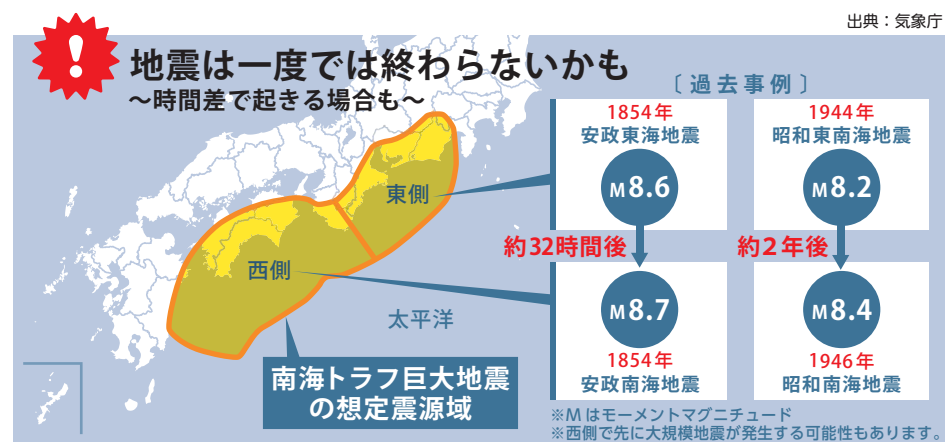 出典：気象庁
地震は一度では終わらないかも
～時間差で起きる場合も～
〔過去事例〕
1854年
安政東海地震
M8.6
約32時間後
M8.7
1854年
安政南海地震
1944年
昭和東南海地震
M8.2
約2年後
M8.4
1946年
昭和南海地震
東側
西側
太平洋
南海トラフ巨大地震
の想定震源域
※Mはモーメントマグニチュード
※西側で先に大規模地震が発生する可能性もあります。